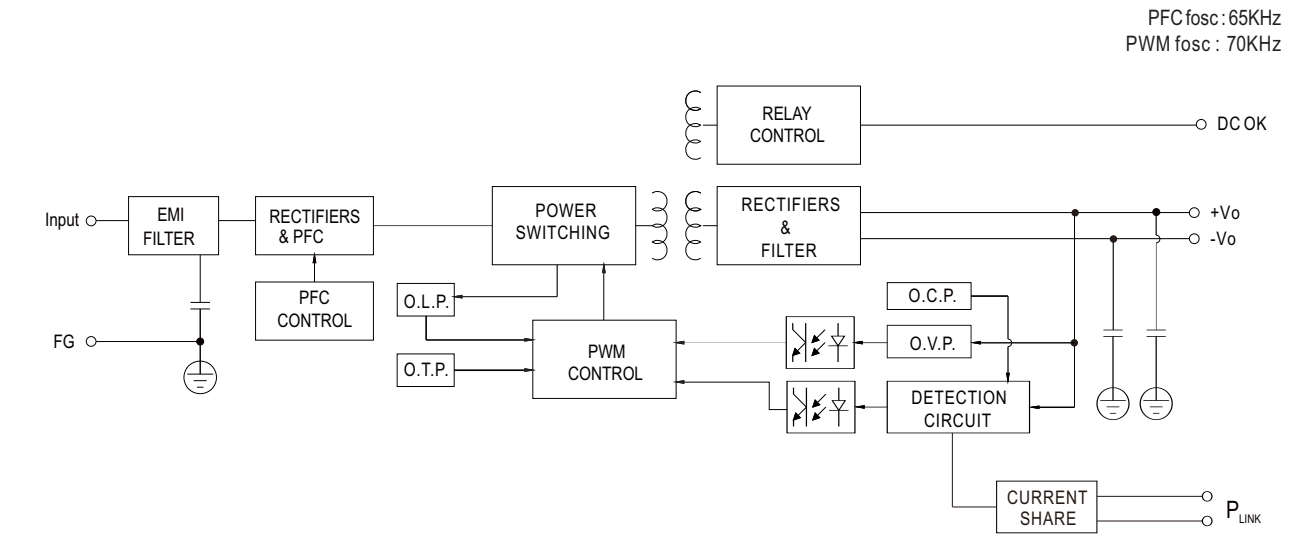 PFC fosc : 65KHz
PWM fosc : 70KHz
RELAY
CONTROL
DC OK
Input
EMI
FILTER
RECTIFIERS
& PFC
POWER
SWITCHING
RECTIFIERS
&
FILTER
+Vo
-Vo
PFC
CONTROL
O.L.P.
O.C.P.
FG
O.T.P.
PWM
CONTROL
O.V.P.
DETECTION
CIRCUIT
CURRENT
SHARE
PLINK